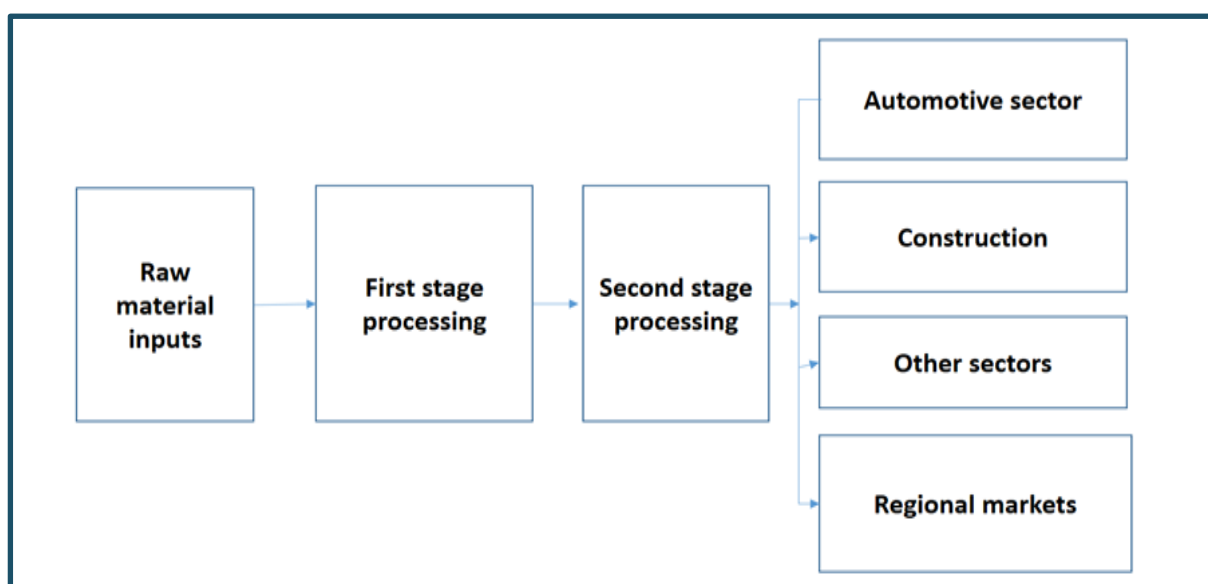 Raw
material
inputs
First stage
processing
Second stage
processing
Automotive sector
Construction
Other sectors
Regional markets